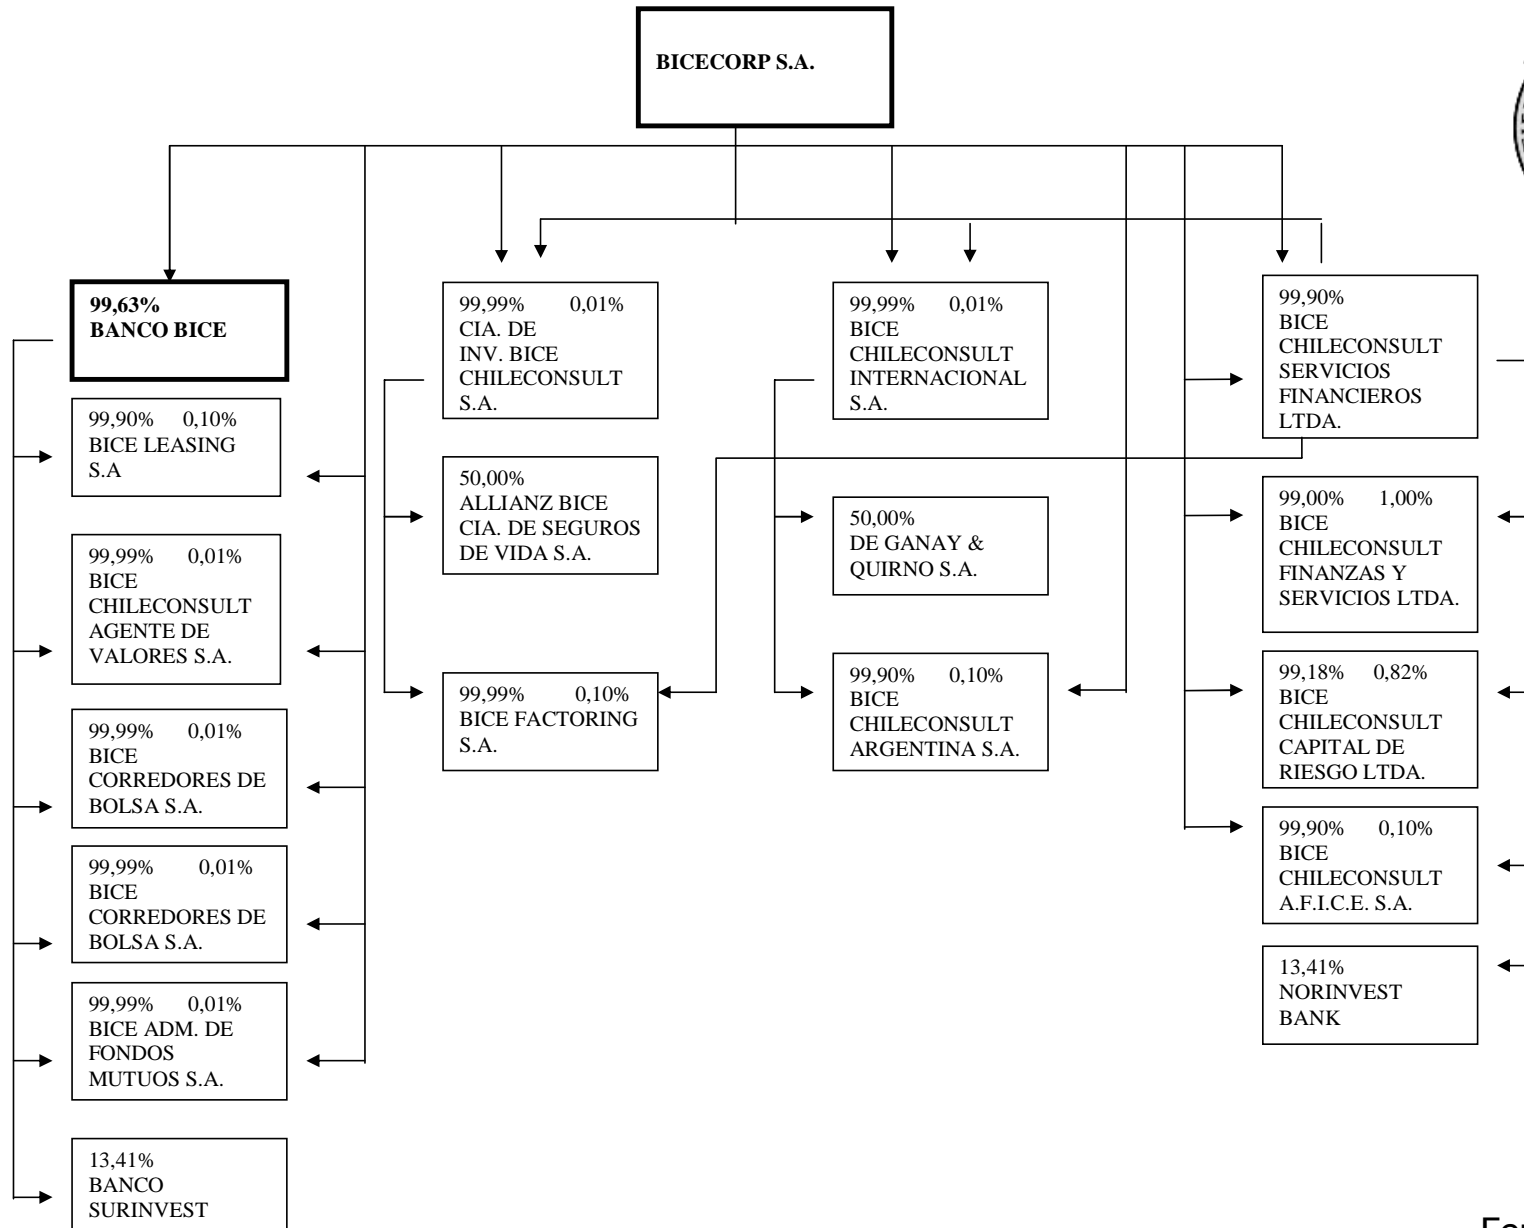 BICECORP S.A.
99,63%
BANCO BICE
99,90% 0,10%
BICE LEASING
S.A
99,99% 0,01%
BICE
CHILECONSULT
AGENTE DE
VALORES S.A.
99,99% 0,01%
BICE
CORREDORES DE
BOLSA S.A.
99,99% 0,01%
BICE
CORREDORES DE
BOLSA S.A.
99,99% 0,01%
BICE ADM. DE
FONDOS
MUTUOS S.A.
13,41%
BANCO
SURINVEST
99,99% 0,01%
CIA. DE
INV. BICE
CHILECONSULT
S.A.
50,00%
ALLIANZ BICE
CIA. DE SEGUROS
DE VIDA S.A.
99,99% 0,10%
BICE FACTORING
S.A.
99,99% 0,01%
BICE
CHILECONSULT
INTERNACIONAL
S.A.
50,00%
DE GANAY &
QUIRNO S.A.
99,90% 0,10%
BICE
CHILECONSULT
ARGENTINA S.A.
99,90%
BICE
CHILECONSULT
SERVICIOS
FINANCIEROS
LTDA.
99,00% 1,00%
BICE
CHILECONSULT
FINANZAS Y
SERVICIOS LTDA.
99,18% 0,82%
BICE
CHILECONSULT
CAPITAL DE
RIESGO LTDA.
99,90% 0,10%
BICE
CHILECONSULT
A.F.I.C.E. S.A.
13,41%
NORINVEST
BANK